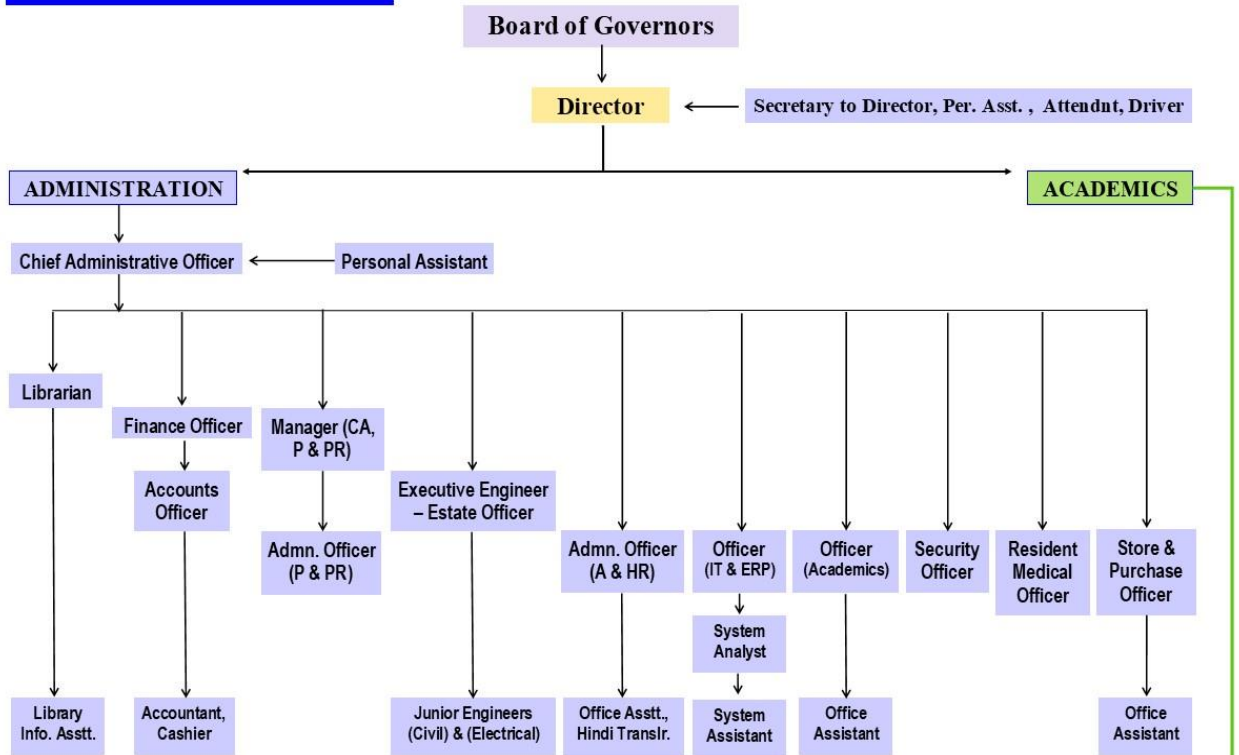 Board of Governors
Director
Secretary to Director, Per. Asst. , Attendnt, Driver
ADMINISTRATION
ACADEMICS
Chief Administrative Officer
Personal Assistant
Librarian
Finance Officer
Manager (CA,
P & PR)
Accounts
Officer
Executive Engineer
– Estate Officer
Admn. Officer
(P & PR)
Admn. Officer
(A & HR)
Officer
(IT & ERP)
Officer
(Academics)
Security
Officer
Resident
Medical
Officer
Store &
Purchase
Officer
System
Analyst
Library
Info. Asstt.
Accountant,
Cashier
Junior Engineers
(Civil) & (Electrical)
Office Asstt.,
Hindi Translr.
System
Assistant
Office
Assistant
Office
Assistant